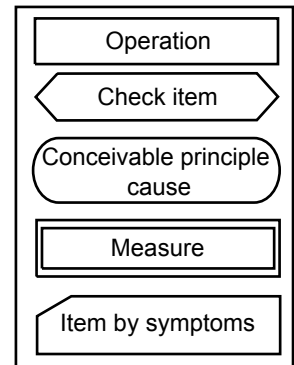 Operation
Check item
Conceivable principle
cause
Measure
Item by symptoms